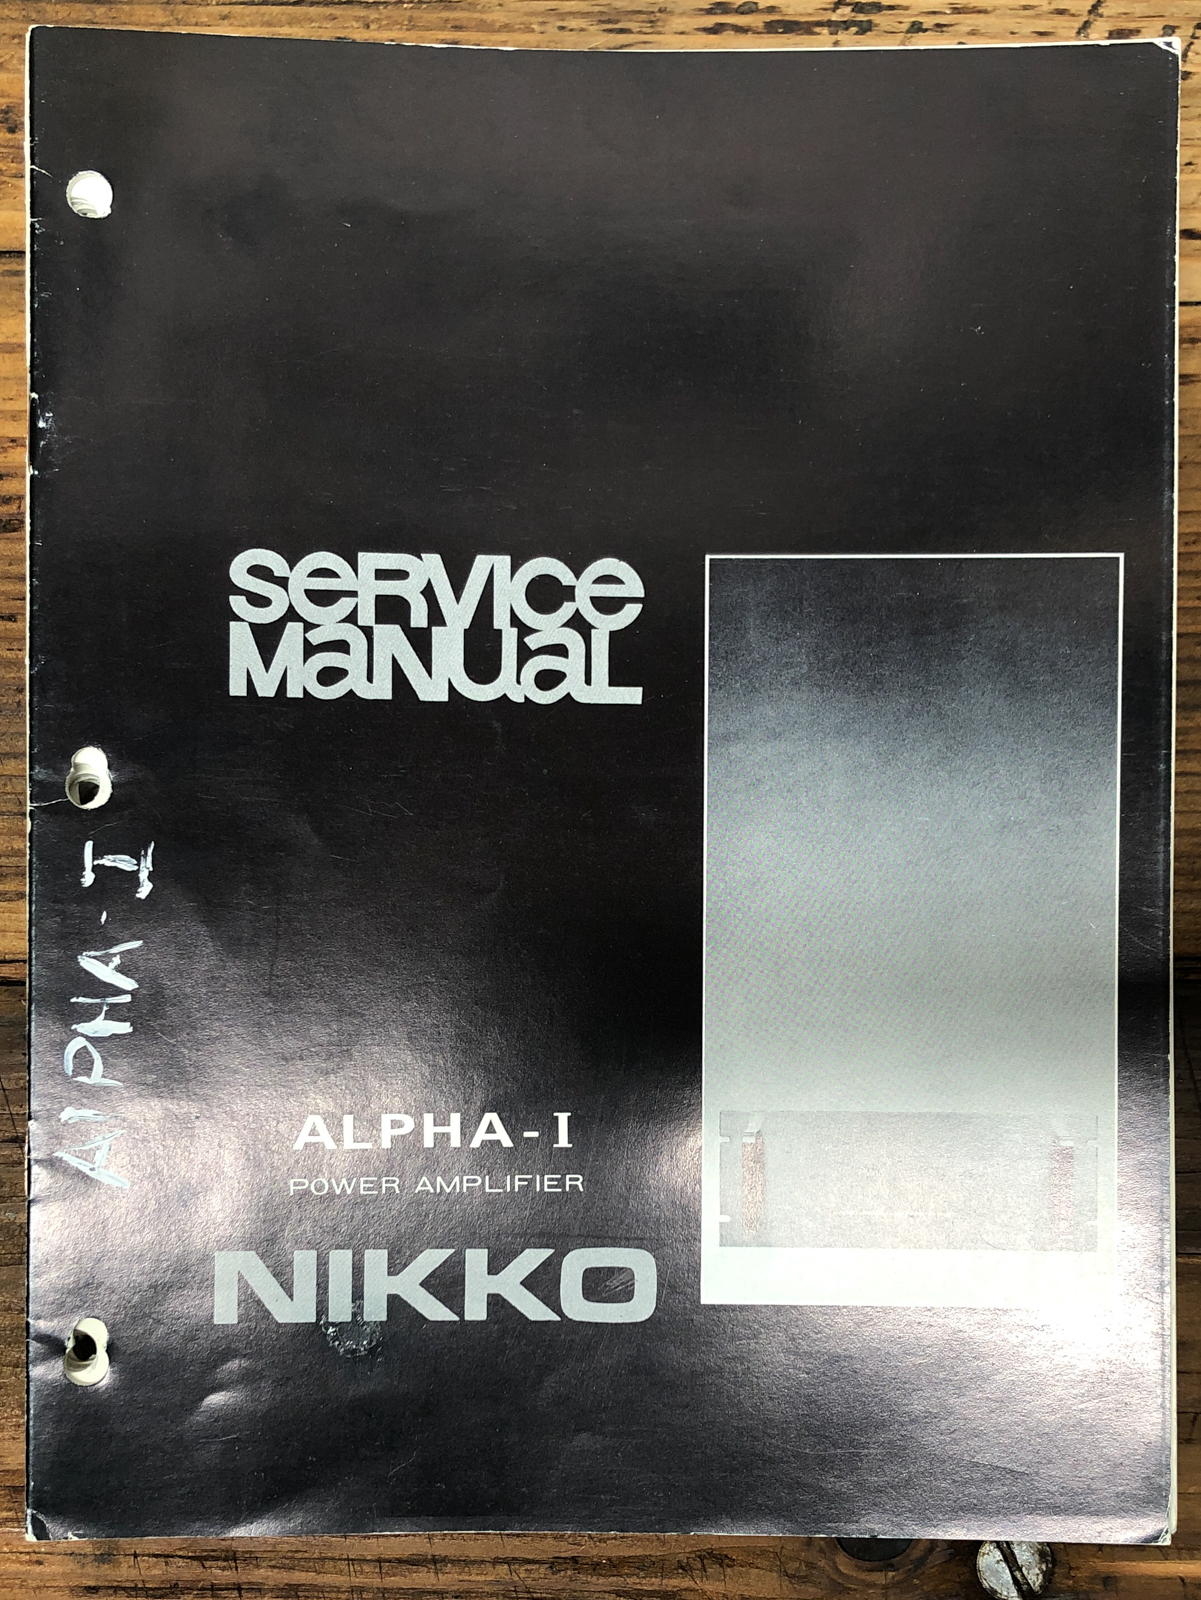 SeRVICe
MaNUaL
ALPHA-I
ALPHA-I
POWER AMPLIFIER
NIKKO